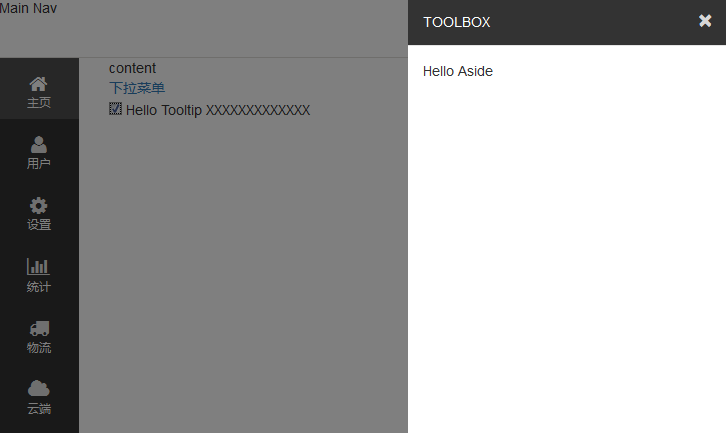 Main Nav
主页
用户
设置
统计
物流
云端
content
下拉菜单
Hello Tooltip XXXXXXXXXXXXX
TOOLBOX
Hello Aside